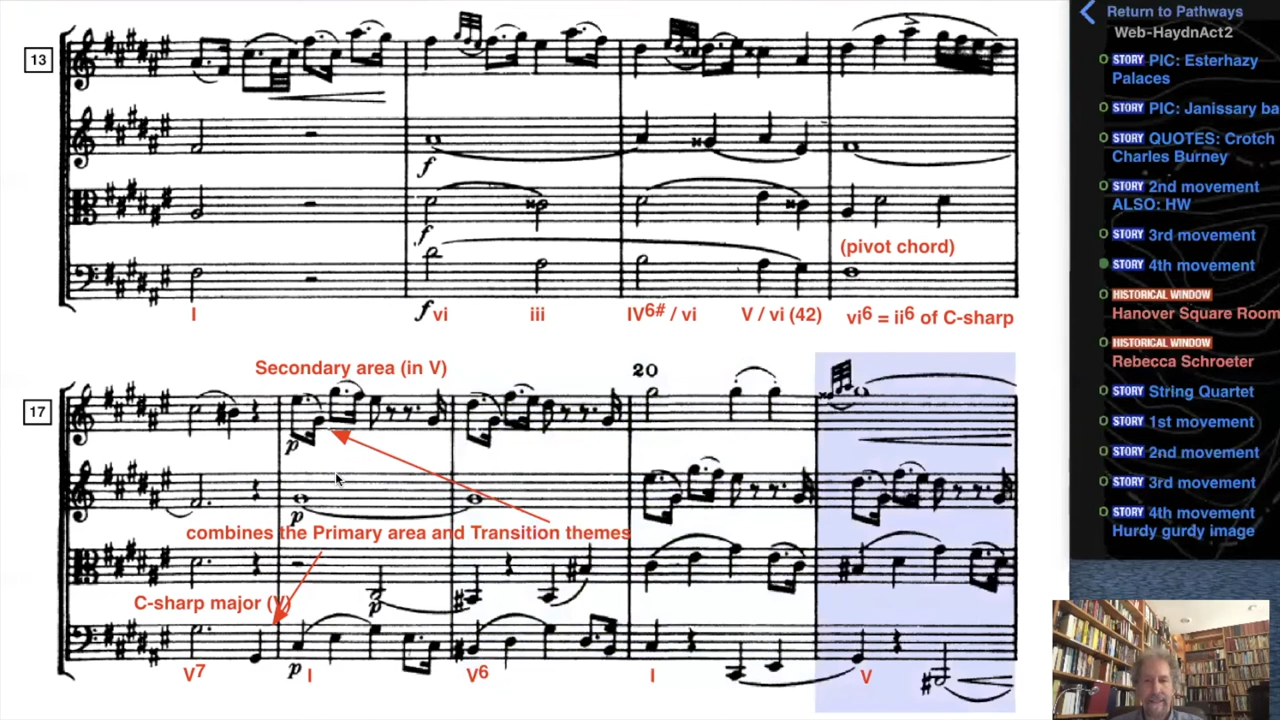 13
f
f
f
(pivot chord)
I
vi
iii
IV6# / vi
V / vi (42)
vi6 = ii6 of C-sharp
Secondary area (in V)
20
17
p
p
combines the Primary area and Transition themes
p
C-sharp major (V)
p
V7
I
V6
I
V
Return to Pathways
Web-HaydnAct2
STORY PIC: Esterhazy
Palaces
STORY PIC: Janissary ba
STORY QUOTES: Crotch
Charles Burney
STORY 2nd movement
ALSO: HW
STORY 3rd movement
STORY 4th movement
HISTORICAL WINDOW
Hanover Square Room
HISTORICAL WINDOW
Rebecca Schroeter
STORY String Quartet
STORY 1st movement
STORY 2nd movement
STORY 3rd movement
STORY 4th movement
Hurdy gurdy image